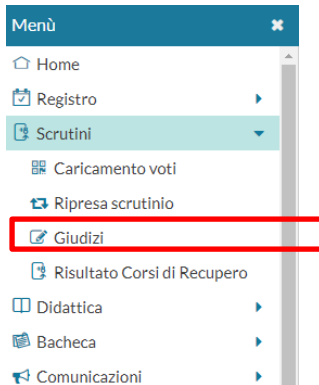 Menù
Home
Registro
Scrutini
Caricamento voti
Ripresa scrutinio
Giudizi
Risultato Corsi di Recupero
Didattica
Bacheca
Comunicazioni